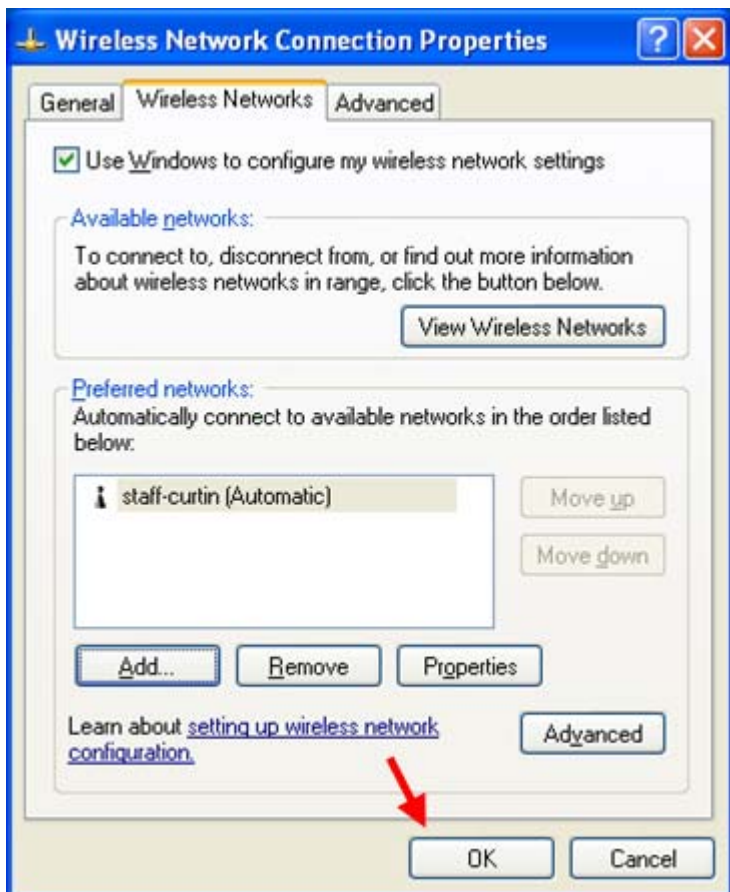 Wireless Network Connection Properties
General Wireless Networks Advanced
Use Windows to configure my wireless network settings
Available networks:
To connect to, disconnect from, or find out more information
about wireless networks in range, click the button below.
View Wireless Networks
Preferred networks:
Automatically connect to available networks in the order listed
below:
staff-curtin (Automatic)
Move up
Move down
Add... Remove Properties
Learn about setting up wireless network
configuration.
Advanced
OK Cancel